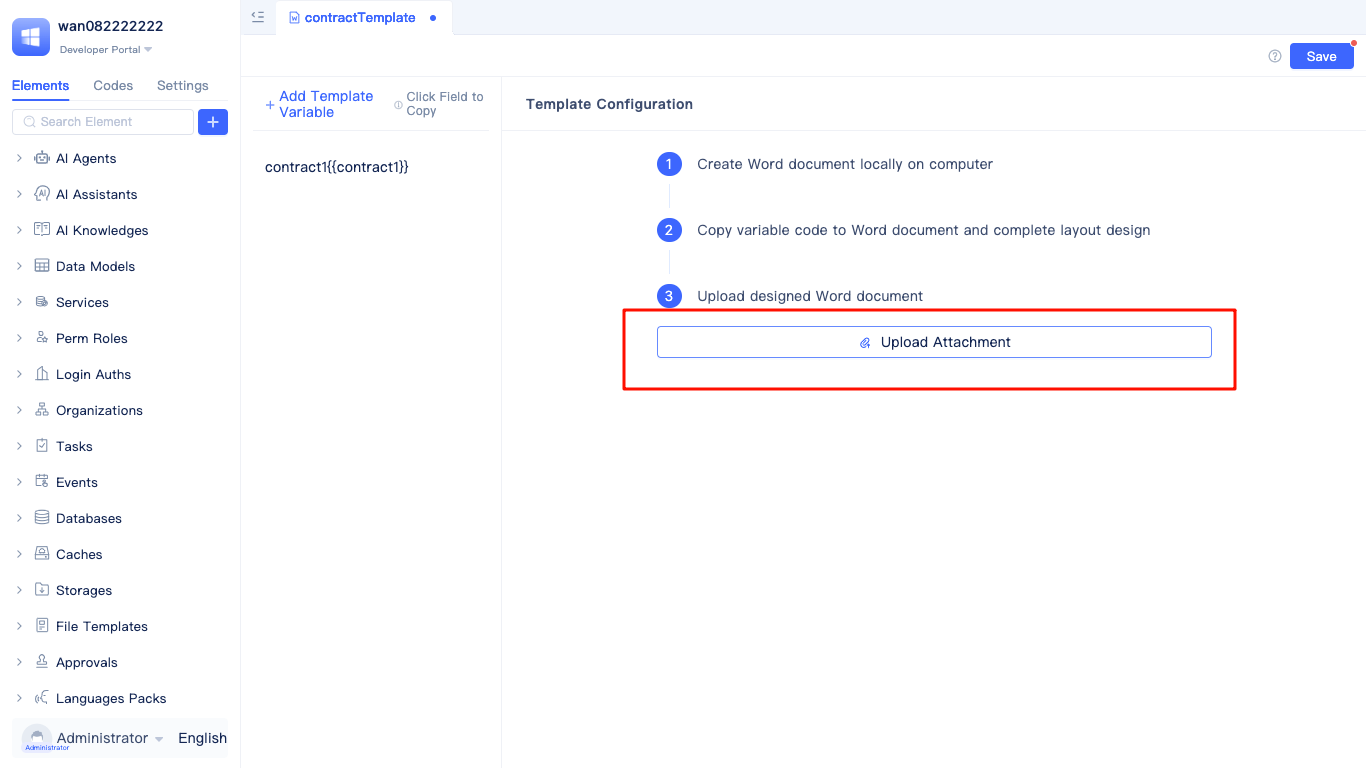 wan082222222
Developer Portal
Elements Codes Settings
Search Element
AI Agents
AI Assistants
AI Knowledges
Data Models
Services
Perm Roles
Login Auths
Organizations
Tasks
Events
Databases
Caches
Storages
File Templates
Approvals
Languages Packs
Administrator
Administrator
English
contractTemplate
Save
+ Add Template
Variable
Click Field to
Copy
contract1{{contract1}}
Template Configuration
1 Create Word document locally on computer
2 Copy variable code to Word document and complete layout design
3 Upload designed Word document
Upload Attachment